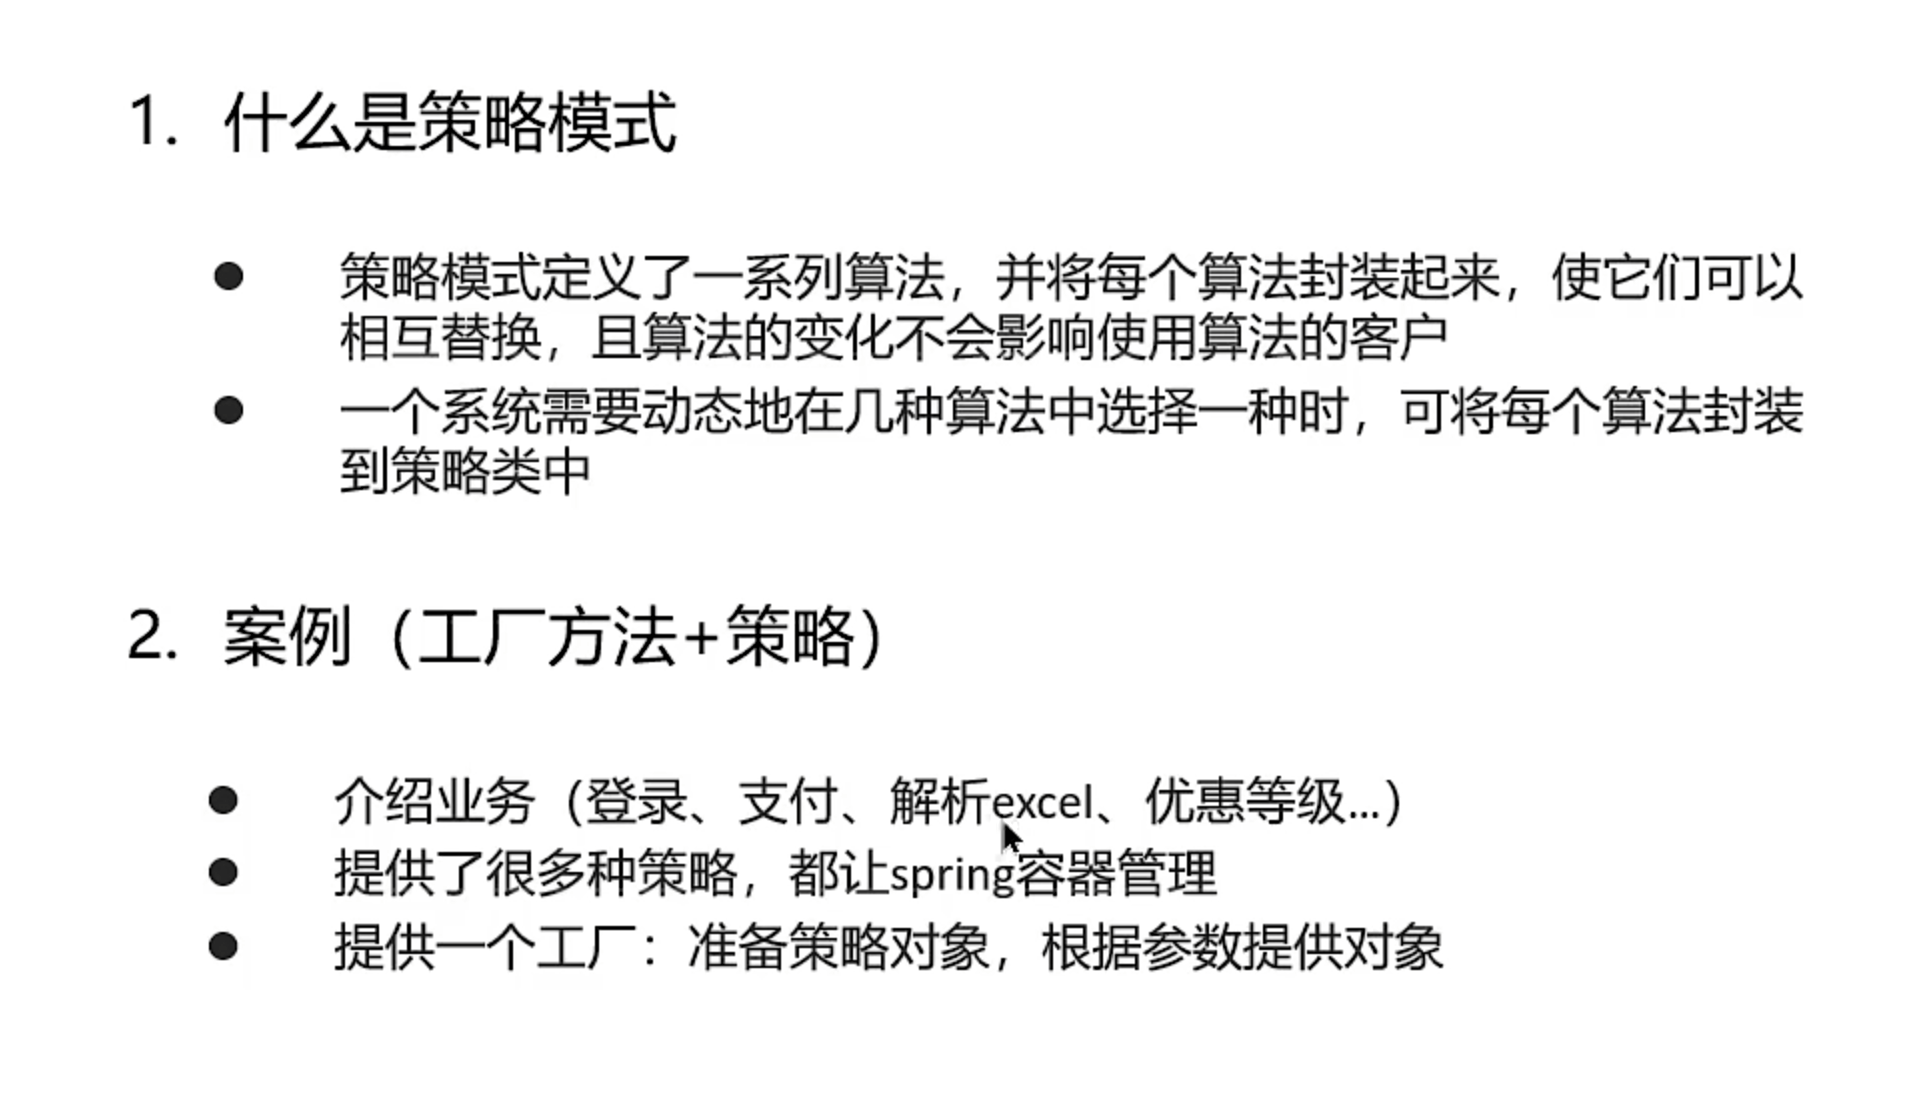 1. 什么是策略模式
● 策略模式定义了一系列算法，并将每个算法封装起来，使它们可以
相互替换，且算法的变化不会影响使用算法的客户
● 一个系统需要动态地在几种算法中选择一种时，可将每个算法封装
到策略类中
2. 案例（工厂方法+策略）
● 介绍业务（登录、支付、解析excel、优惠等级...）
● 提供了很多种策略，都让spring容器管理
● 提供一个工厂：准备策略对象，根据参数提供对象